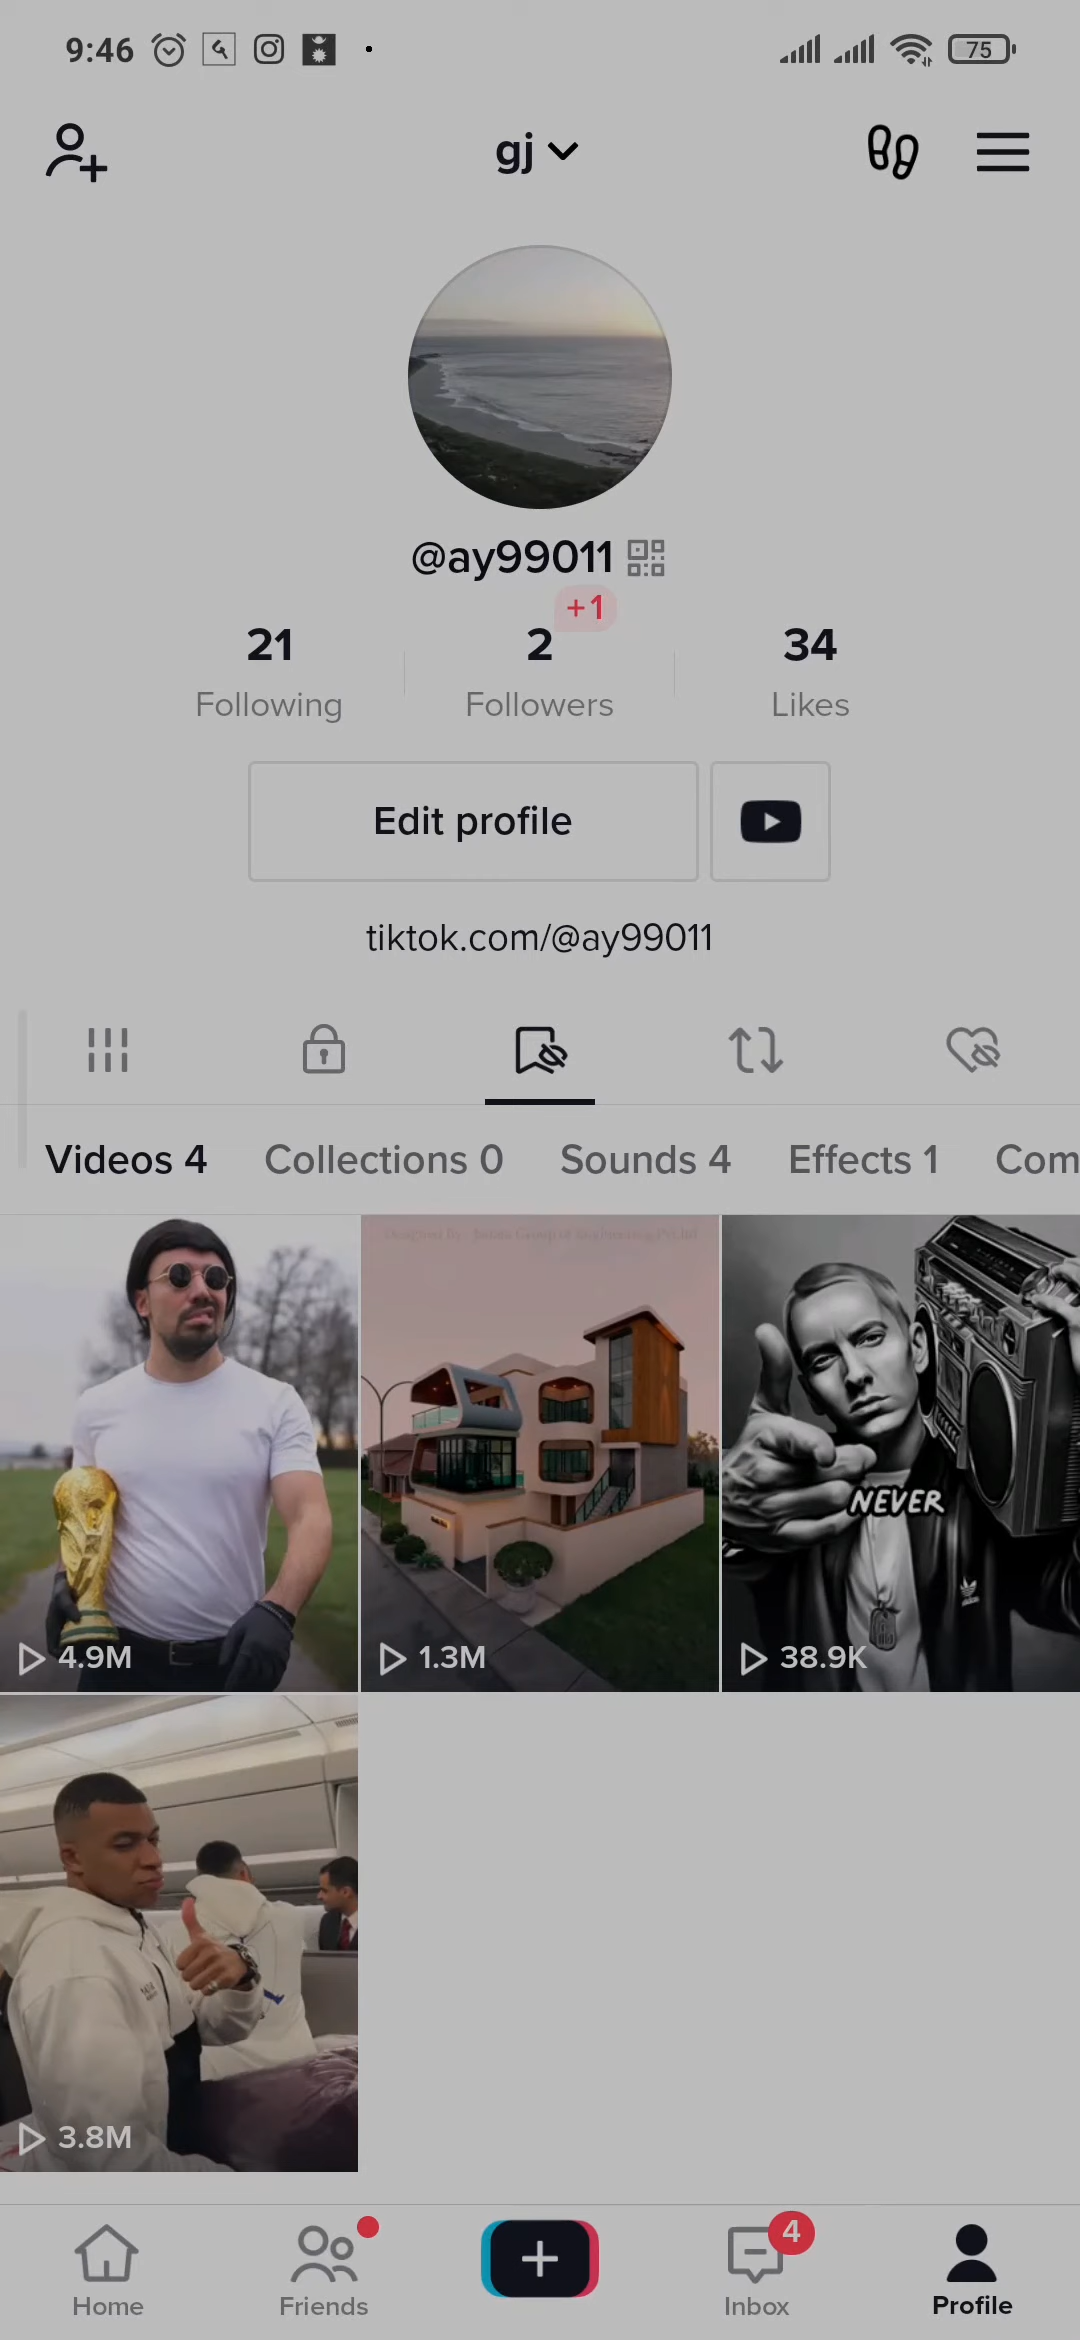 9:46
75
gj
@ay99011
+1
21
2
34
Following
Followers
Likes
Edit profile
tiktok.com/@ay99011
Videos 4
Collections 0
Sounds 4
Effects 1
Com
NEVER
4.9M
1.3M
38.9K
3.8M
4
Home
Friends
Inbox
Profile